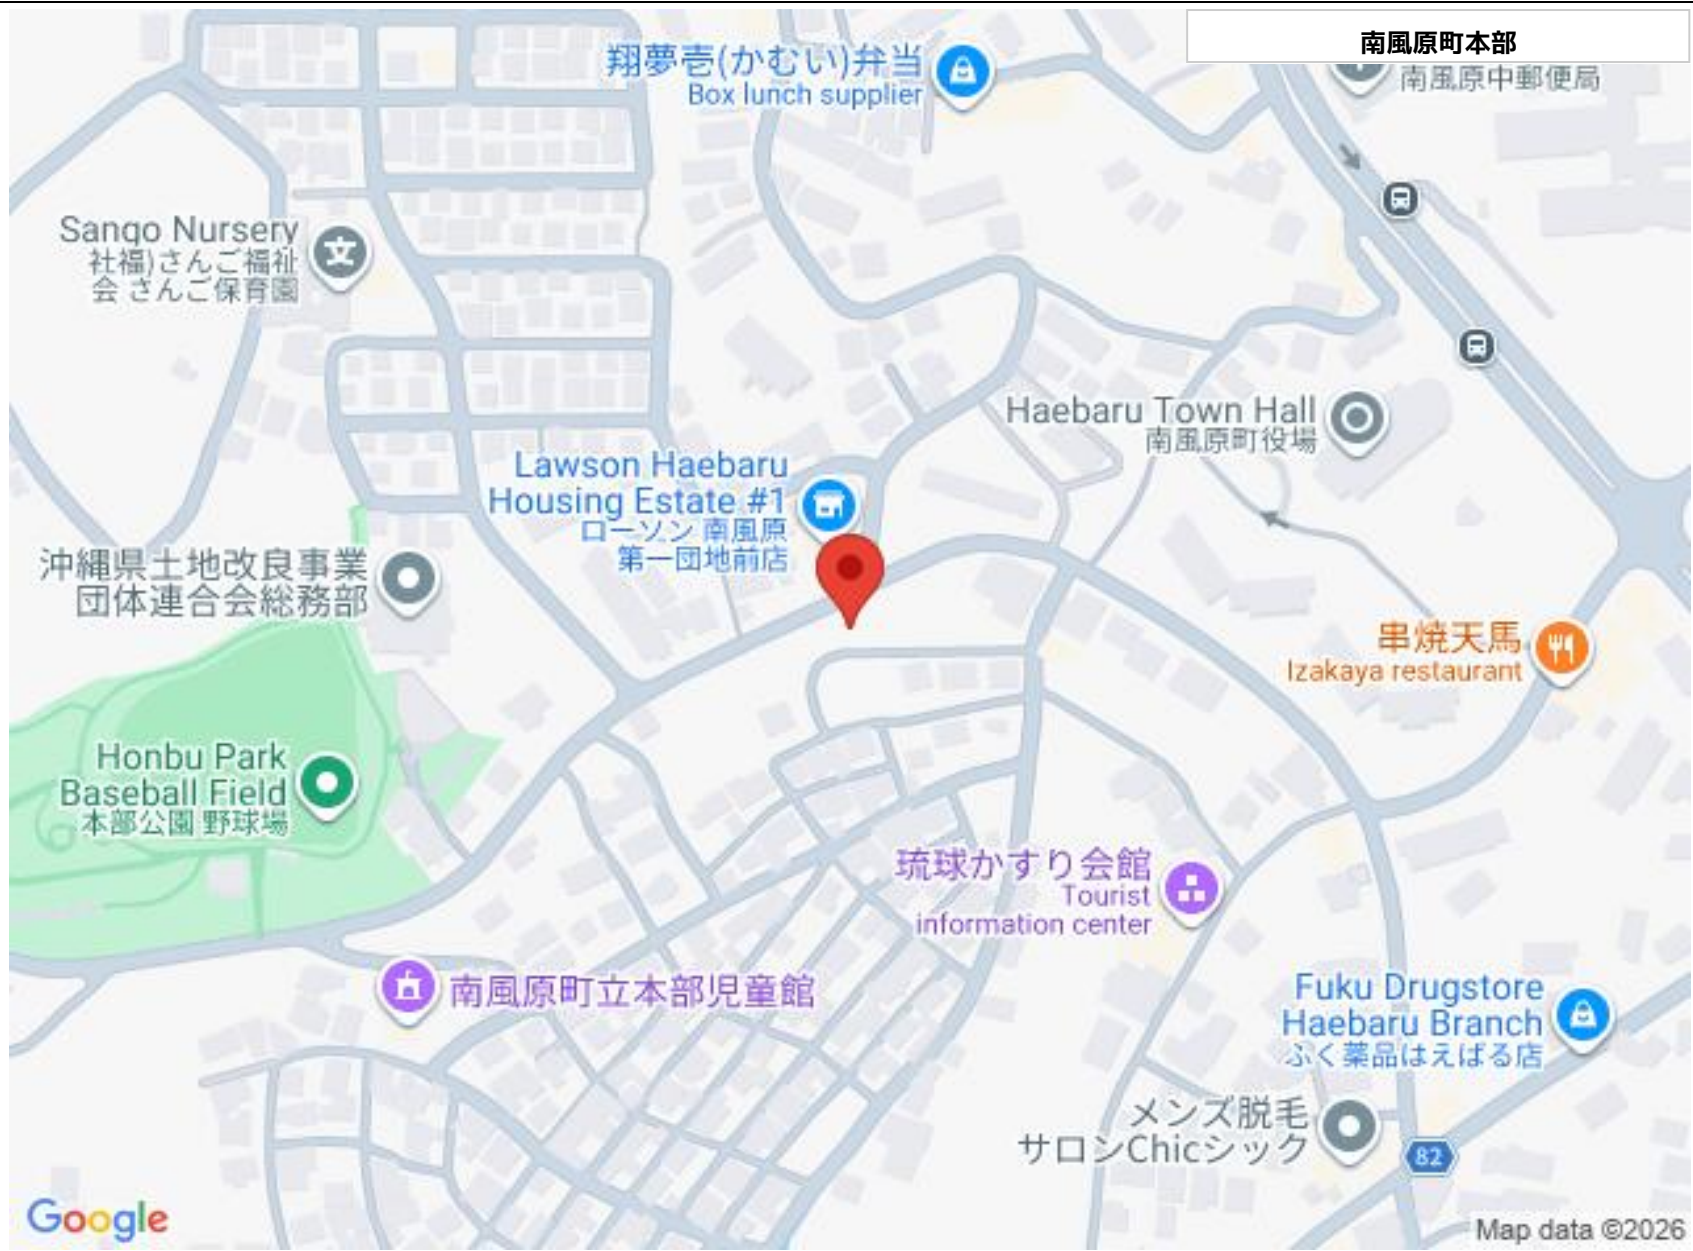 南風原町本部
翔夢壱(かむい)弁当
Box lunch supplier
南風原中郵便局
Sango Nursery
社福)さんご福祉
会 さんご保育園
Haebaru Town Hall
南風原町役場
Lawson Haebaru
Housing Estate #1
ローソン 南風原
第一団地前店
沖縄県土地改良事業
団体連合会総務部
串焼天馬
Izakaya restaurant
Honbu Park
Baseball Field
本部公園 野球場
琉球かすり会館
Tourist
information center
南風原町立本部児童館
Fuku Drugstore
Haebaru Branch
ふく薬品はえばる店
メンズ脱毛
サロンChicシック
82
Google
Map data ©2026